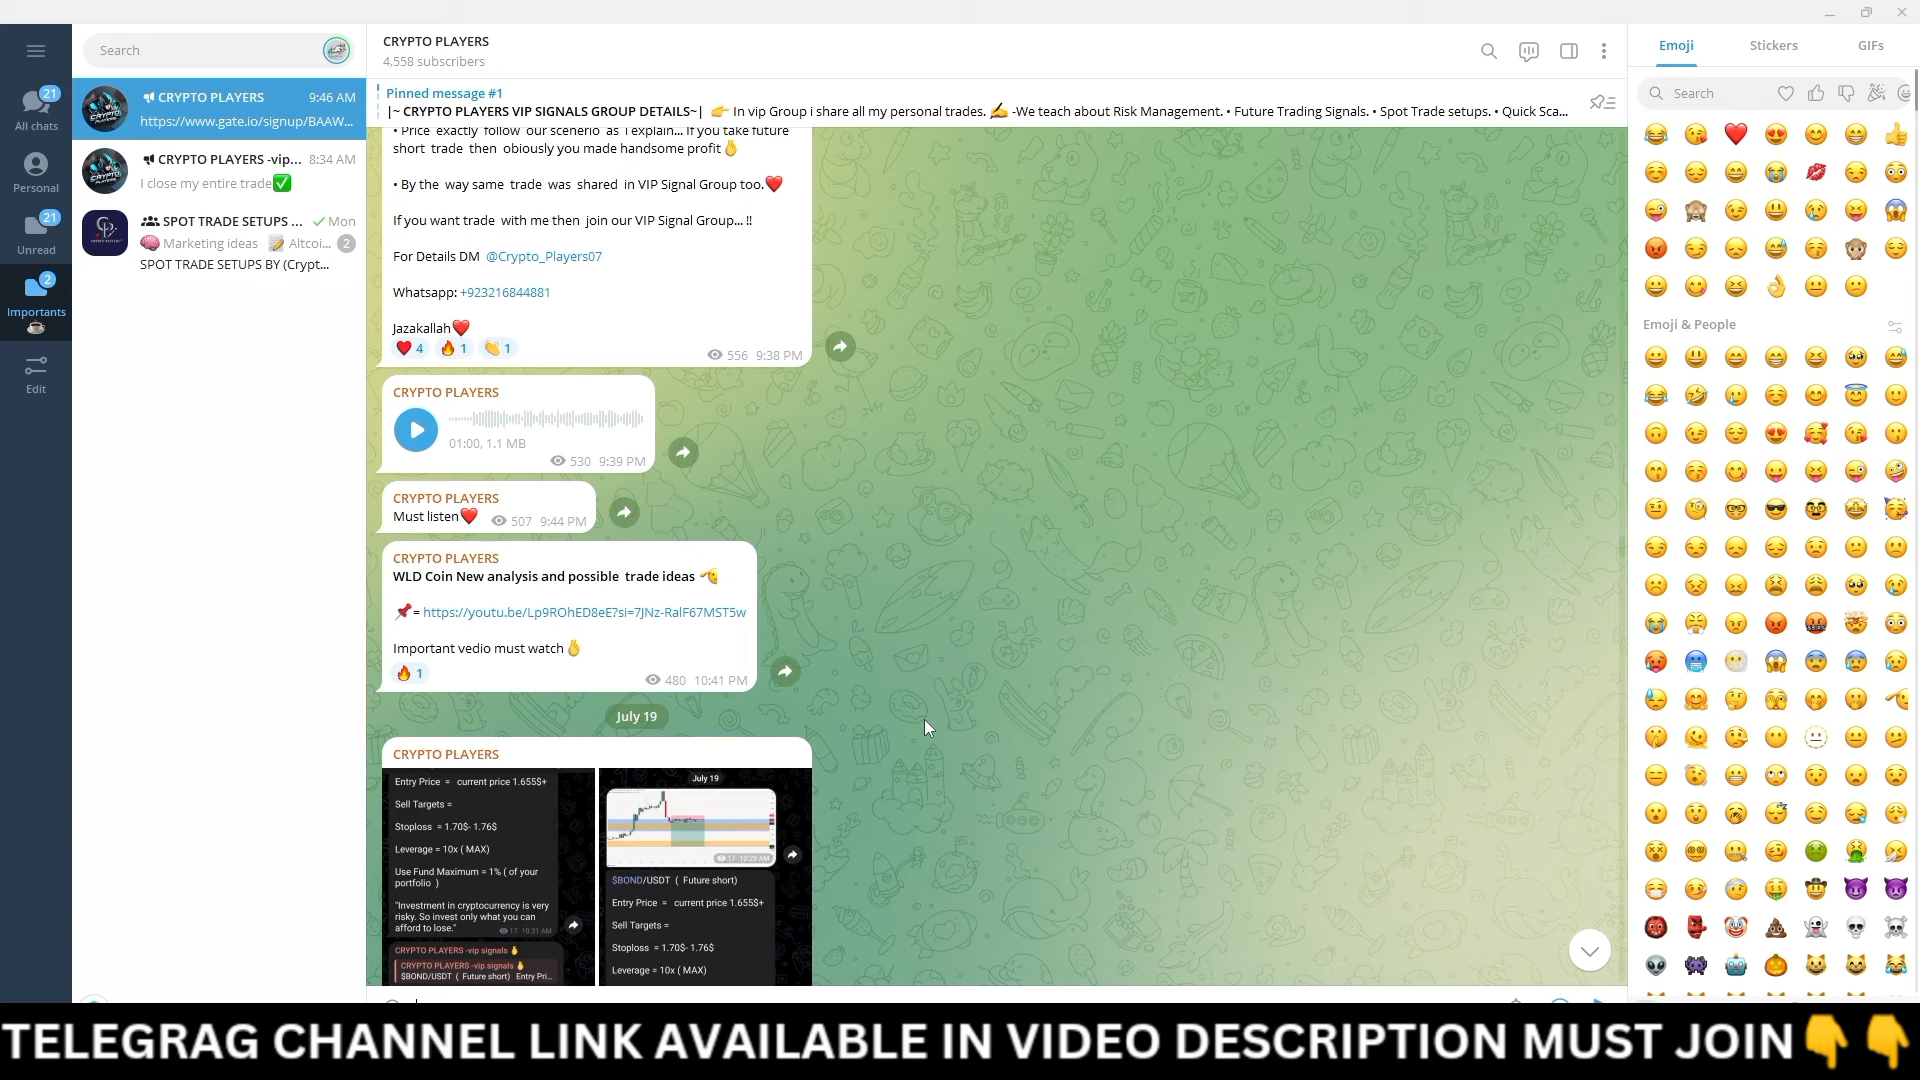 Search
CRYPTO PLAYERS
4,558 subscribers
Emoji
Stickers
GIFs
21
All chats
Personal
21
Unread
2
Importants
Edit
CRYPTO PLAYERS 9:46 AM
https://www.gate.io/signup/BAAW...
CRYPTO PLAYERS -vip... 8:34 AM
I close my entire trade✅
SPOT TRADE SETUPS ... Mon
🧠 Marketing ideas 📝 Altcoi... 2
SPOT TRADE SETUPS BY (Crypt...
Pinned message #1
|~ CRYPTO PLAYERS VIP SIGNALS GROUP DETAILS~| 👉 In vip Group i share all my personal trades. ✍ -We teach about Risk Management. • Future Trading Signals. • Spot Trade setups. • Quick Sca...
• Price exactly follow our scenerio as i explain... If you take future
short trade then obiously you made handsome profit🫰
• By the way same trade was shared in VIP Signal Group too.❤️
If you want trade with me then join our VIP Signal Group... !!
For Details DM @Crypto_Players07
Whatsapp: +923216844881
Jazakallah❤️
❤️ 4 🔥 1 👏 1
556 9:38 PM
CRYPTO PLAYERS
01:00, 1.1 MB
530 9:39 PM
CRYPTO PLAYERS
Must listen❤️ 507 9:44 PM
CRYPTO PLAYERS
WLD Coin New analysis and possible trade ideas 🫡
📌= https://youtu.be/Lp9ROhED8eE?si=7JNz-RalF67MST5w
Important vedio must watch🫰
🔥 1
480 10:41 PM
July 19
CRYPTO PLAYERS
Entry Price = current price 1.655$+
Sell Targets =
Stoploss = 1.70$- 1.76$
Leverage = 10x ( MAX)
Use Fund Maximum = 1% ( of your
portfolio )
"Investment in cryptocurrency is very
risky. So invest only what you can
afford to lose."
17 10:31 AM
CRYPTO PLAYERS -vip signals
CRYPTO PLAYERS -vip signals
$BOND/USDT ( Future short) Entry Pri...
July 19
17 10:29 AM
$BOND/USDT ( Future short)
Entry Price = current price 1.655$+
Sell Targets =
Stoploss = 1.70$- 1.76$
Leverage = 10x ( MAX)
Search
Emoji & People
TELEGRAG CHANNEL LINK AVAILABLE IN VIDEO DESCRIPTION MUST JOIN👇👇